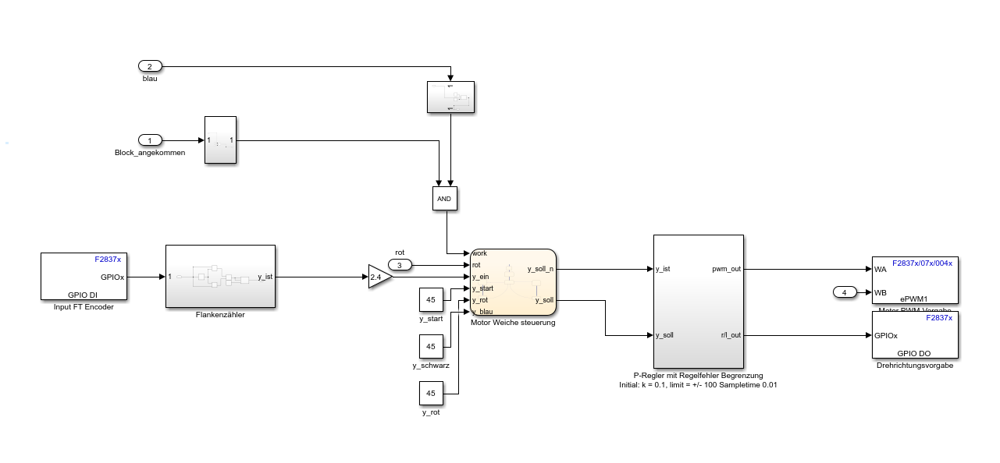 2
blau
1
Block_angekommen
1
1
AND
F2837x
GPIOx
GPIO DI
Input FT Encoder
1
y_ist
Flankenzähler
2.4
rot
3
work
rot
y_ein
y_start
y_rot
y_blau
y_soll_n
y_soll
Motor Weiche steuerung
45
y_start
45
y_schwarz
45
y_rot
y_ist
y_soll
pwm_out
r/l_out
P-Regler mit Regelfehler Begrenzung
Initial: k = 0.1, limit = +/- 100 Sampletime 0.01
4
F2837x/07x/004x
WA
WB
ePWM1
Motor PWM Vorgabe
F2837x
GPIOx
GPIO DO
Drehrichtungsvorgabe